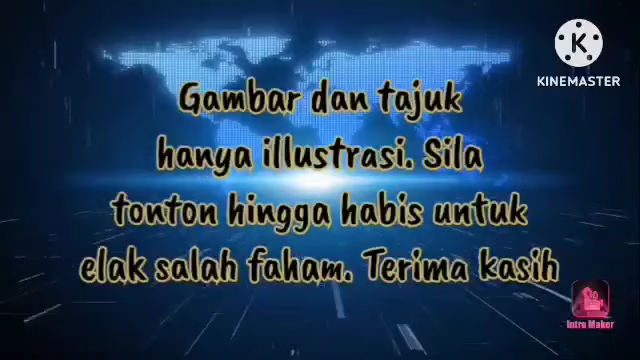 KINEMASTER
Gambar dan tajuk
hanya illustrasi. Sila
tonton hingga habis untuk
elak salah faham. Terima kasih
Intro Maker